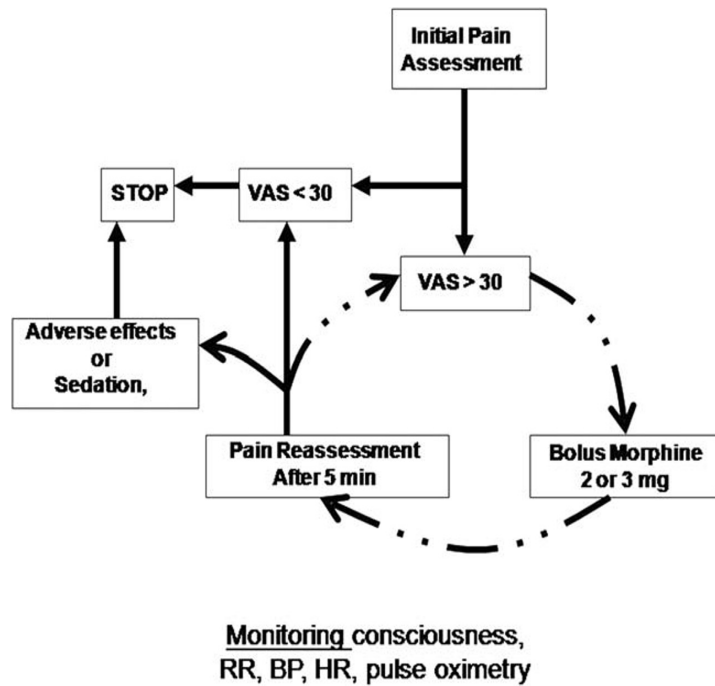 Initial Pain
Assessment
STOP
VAS < 30
VAS > 30
Adverse effects
or
Sedation,
Pain Reassessment
After 5 min
Bolus Morphine
2 or 3 mg
Monitoring consciousness,
RR, BP, HR, pulse oximetry